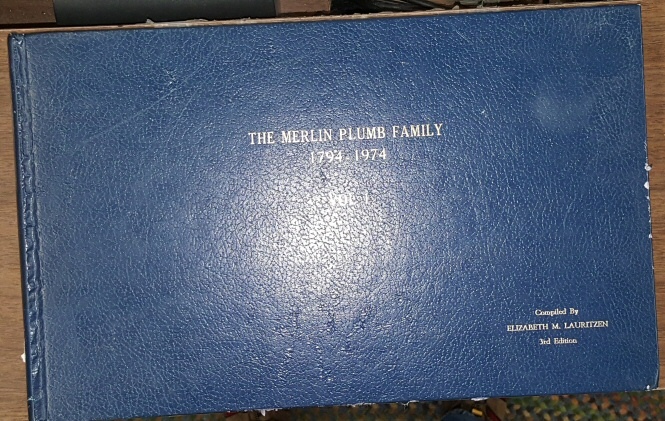 THE MERLIN PLUMB FAMILY
1794-1974
VOL
Compiled By
ELIZABETH M. LAURITZEN
3rd Edition